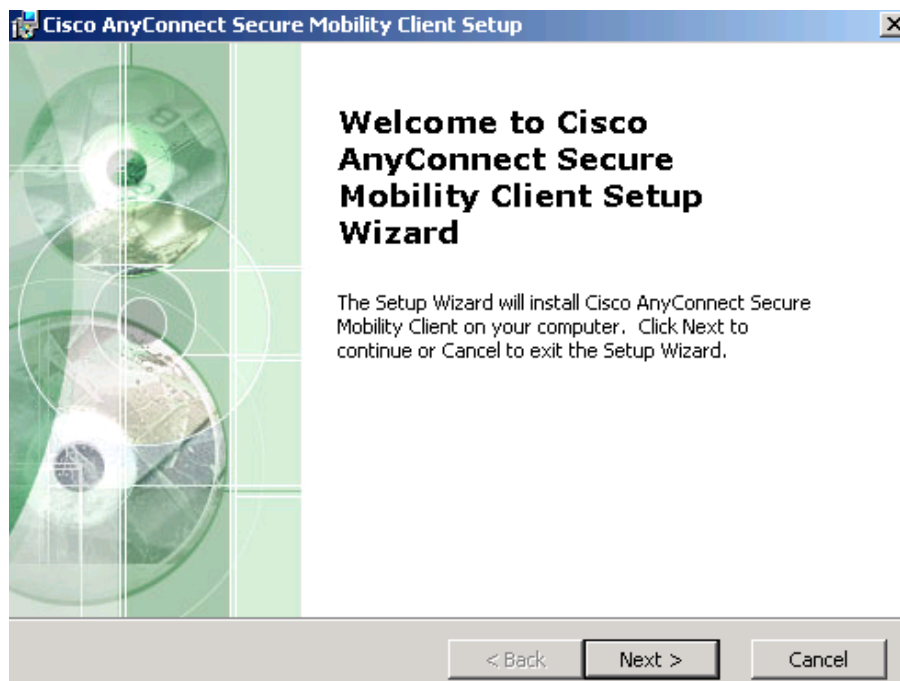 Cisco AnyConnect Secure Mobility Client Setup
Welcome to Cisco
AnyConnect Secure
Mobility Client Setup
Wizard
The Setup Wizard will install Cisco AnyConnect Secure
Mobility Client on your computer.  Click Next to
continue or Cancel to exit the Setup Wizard.
< Back
Next >
Cancel